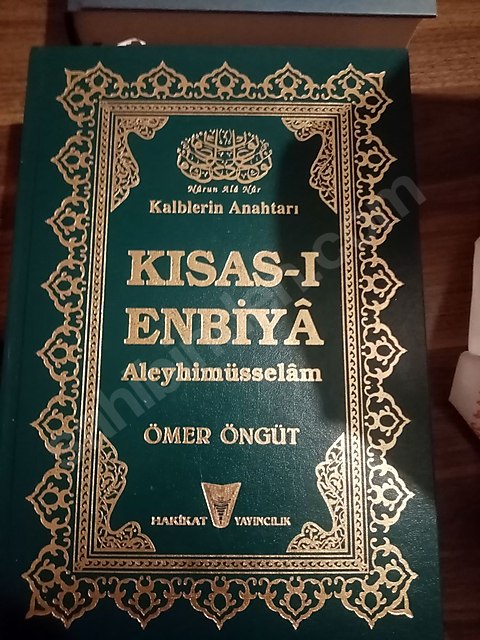 Nûrun Alâ Nûr
Kalblerin Anahtarı
KISAS-I
ENBİYÂ
Aleyhimüsselâm
ÖMER ÖNGÜT
HAKİKAT YAYINCILIK